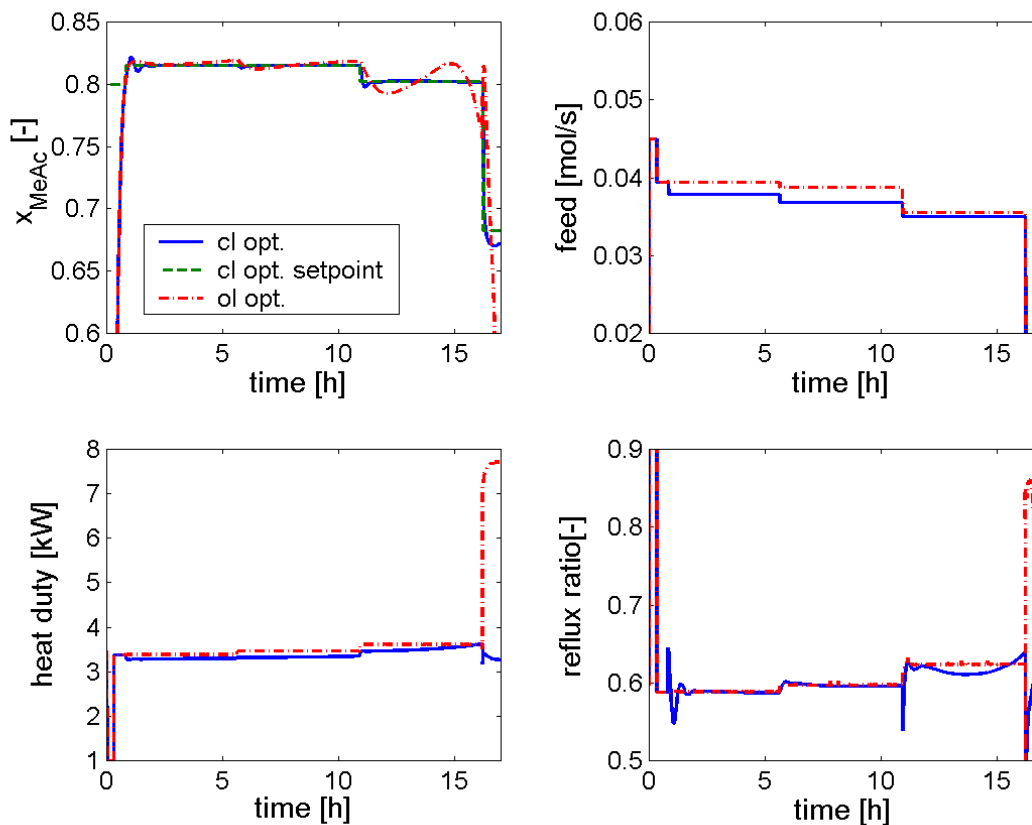 0.85
0.8
0.75
0.7
0.65
0.6
x_MeAc [-]
cl opt.
cl opt. setpoint
ol opt.
0 5 10 15
time [h]
0.06
0.05
0.04
0.03
0.02
feed [mol/s]
0 5 10 15
time [h]
8
7
6
5
4
3
2
1
heat duty [kW]
0 5 10 15
time [h]
0.9
0.8
0.7
0.6
0.5
reflux ratio[-]
0 5 10 15
time [h]